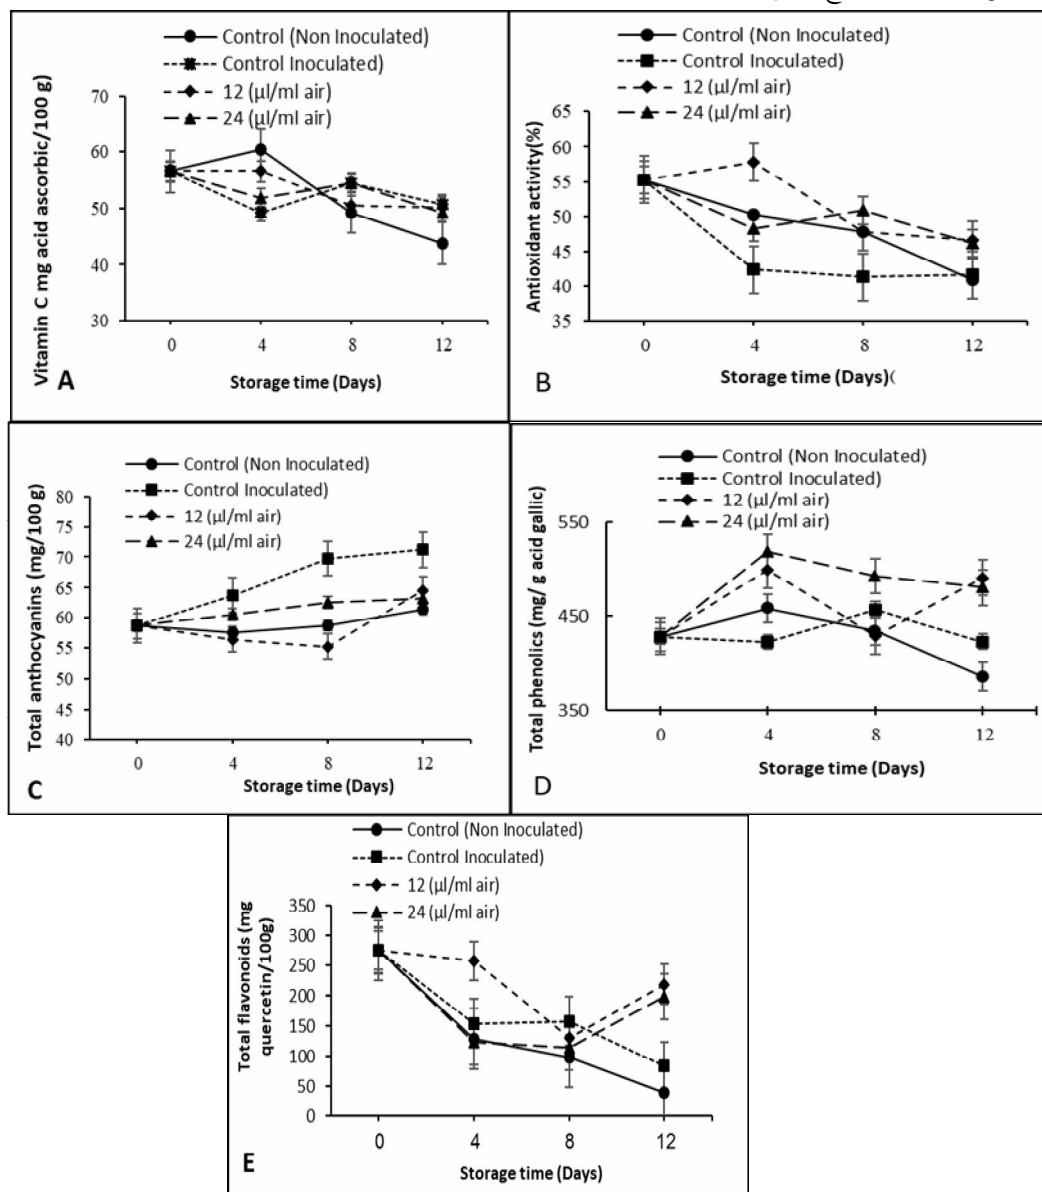 Control (Non Inoculated)
Control Inoculated)
12 (µl/ml air)
24 (µl/ml air)
Vitamin C mg acid ascorbic/100 g)
70
60
50
40
30
0 4 8 12
Storage time (Days)
A
Control (Non Inoculated)
Control Inoculated)
12 (µl/ml air)
24 (µl/ml air)
Antioxidant activity(%)
65
60
55
50
45
40
35
0 4 8 12
Storage time (Days)(
B
Control (Non Inoculated)
Control Inoculated)
12 (µl/ml air)
24 (µl/ml air)
Total anthocyanins (mg/100 g)
80
75
70
65
60
55
50
45
40
0 4 8 12
Storage time (Days)
C
Control (Non Inoculated)
Control Inoculated)
12 (µl/ml air)
24 (µl/ml air)
Total phenolics (mg/ g acid gallic)
550
450
350
0 4 8 12
Storage time (Days)
D
Control (Non Inoculated)
Control Inoculated)
12 (µl/ml air)
24 (µl/ml air)
Total flavonoids (mg
quercetin/100g)
350
300
250
200
150
100
50
0
0 4 8 12
Storage time (Days)
E